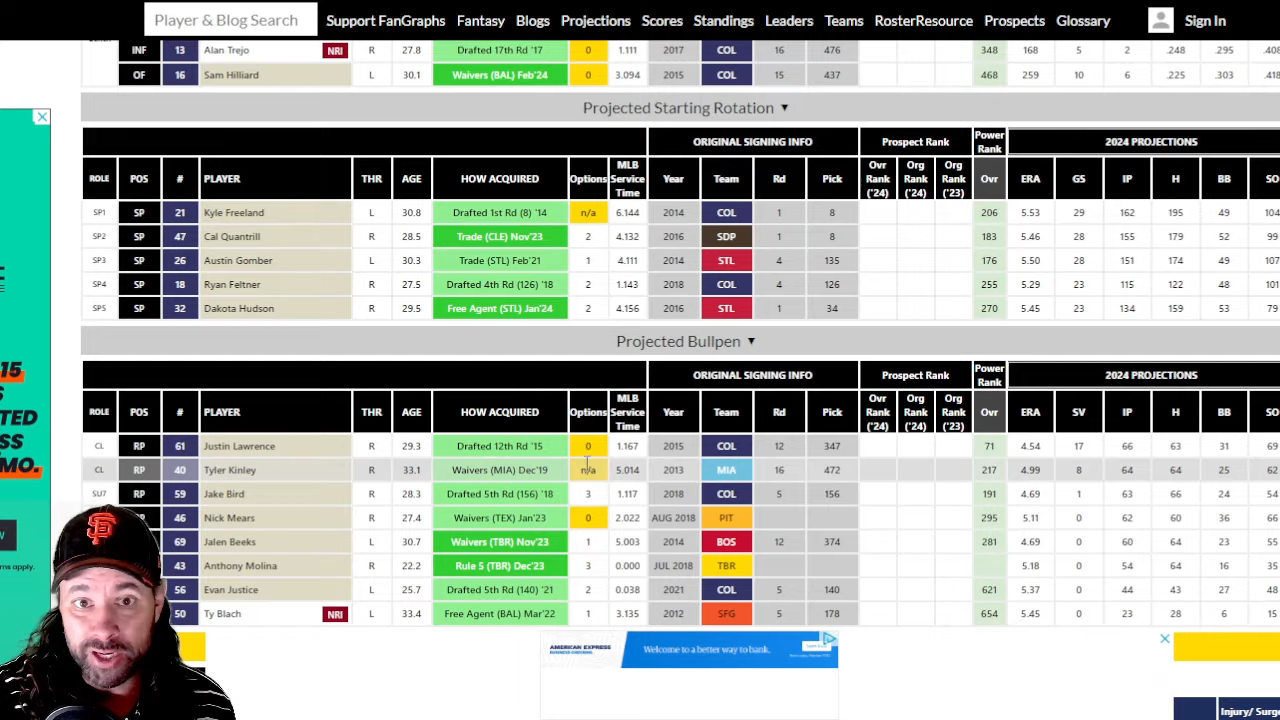 Player & Blog Search Support FanGraphs Fantasy Blogs Projections Scores Standings Leaders Teams RosterResource Prospects Glossary Sign In
INF 13 Alan Trejo NRI R 27.8 Drafted 17th Rd '17 0 1.111 2017 COL 16 476 348 5 2 .248 .295 .408
OF 16 Sam Hilliard L 30.1 Waivers (BAL) Feb'24 0 3.094 2015 COL 15 437 468 259 10 6 .225 .303 .418
Projected Starting Rotation ▼
ORIGINAL SIGNING INFO Prospect Rank Power Rank 2024 PROJECTIONS
ROLE POS # PLAYER THR AGE HOW ACQUIRED Options MLB Service Time Year Team Rd Pick Ovr Rank ('24) Org Rank ('24) Org Rank ('23) Ovr ERA GS IP H BB SO
SP1 SP 21 Kyle Freeland L 30.8 Drafted 1st Rd (8) '14 n/a 6.144 2014 COL 1 8 206 5.33 29 162 195 49 104
SP2 SP 47 Cal Quantrill R 28.5 Trade (CLE) Nov'23 2 4.132 2016 SDP 1 8 183 5.46 28 155 179 52 99
SP3 SP 26 Austin Gomber L 30.3 Trade (STL) Feb'21 1 4.111 2014 STL 4 135 176 5.50 28 151 174 49 107
SP4 SP 18 Ryan Feltner R 27.5 Drafted 4th Rd (126) '18 2 1.143 2018 COL 4 126 255 5.29 23 115 122 48 101
SP5 SP 32 Dakota Hudson R 29.5 Free Agent (STL) Jan'24 2 4.155 2016 STL 1 34 270 5.45 23 134 159 53
Projected Bullpen ▼
ORIGINAL SIGNING INFO Prospect Rank Power Rank 2024 PROJECTIONS
ROLE POS # PLAYER THR AGE HOW ACQUIRED Options MLB Service Time Year Team Rd Pick Ovr Rank ('24) Org Rank ('24) Org Rank ('23) Ovr ERA SV IP H BB SO
CL RP 61 Justin Lawrence R 29.3 Drafted 12th Rd '15 0 1.167 2015 COL 12 347 71 4.54 17 66 63 31 69
CL RP 40 Tyler Kinley R 33.1 Waivers (MIA) Dec'19 n/a 5.014 2013 MIA 16 472 217 4.99 8 64 64 26 62
SU7 RP 59 Jake Bird R 28.3 Drafted 5th Rd (156) '18 3 1.117 2018 COL 5 156 191 4.69 1 63 66 24 54
46 Nick Mears R 27.4 Waivers (TEX) Jan'23 0 2.022 AUG 2018 PIT 295 5.11 0 62 60 36 66
69 Jalen Beeks L 30.7 Waivers (TBR) Nov'23 1 5.003 2014 BOS 12 374 281 4.69 0 60 64 23 55
43 Anthony Molina R 22.2 Rule 5 (TBR) Dec'23 3 0.000 JUL 2018 TBR 5.18 0 54 64 16 35
56 Evan Justice L 25.7 Drafted 5th Rd (140) '21 2 0.038 2021 COL 5 140 621 5.37 0 44 43 27 48
50 Ty Blach NRI L 33.4 Free Agent (BAL) Mar'22 1 3.135 2012 SFG 5 178 654 0 23 28 6 15
15
MO.
rns apply.
AMERICAN EXPRESS
BUSINESS CHECKING
Welcome to a better way to bank.
Injury/ Surge